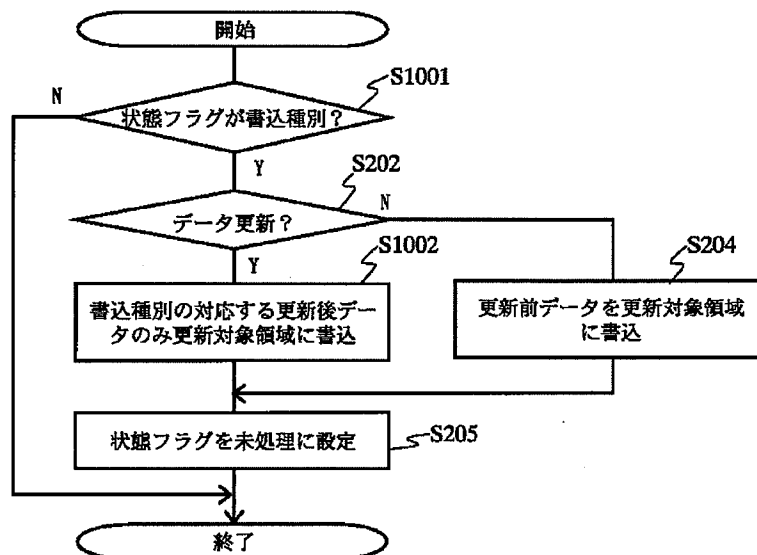 開始
S1001
N
状態フラグが書込種別？
Y
S202
N
データ更新？
Y
S1002
S204
書込種別の対応する更新後デー
タのみ更新対象領域に書込
更新前データを更新対象領域
に書込
状態フラグを未処理に設定
S205
終了